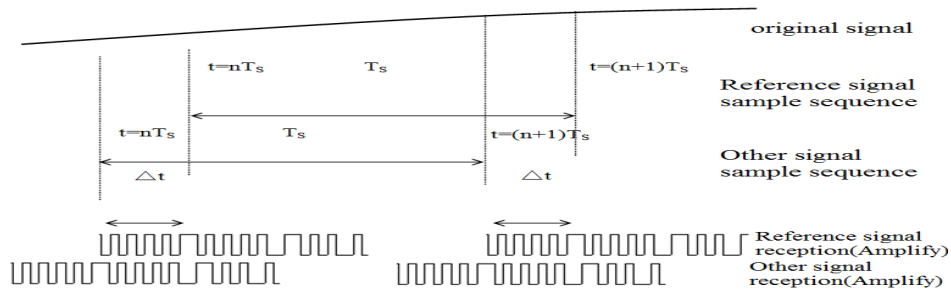 original signal
t=nTs Ts t=(n+1)Ts
Reference signal
sample sequence
t=nTs Ts t=(n+1)Ts
Other signal
sample sequence
△t △t
Reference signal
reception(Amplify)
Other signal
reception(Amplify)